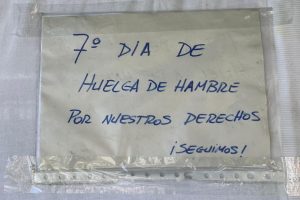 7º DIA DE
HUELGA DE HAMBRE
POR NUESTROS DERECHOS
¡SEGUIMOS!